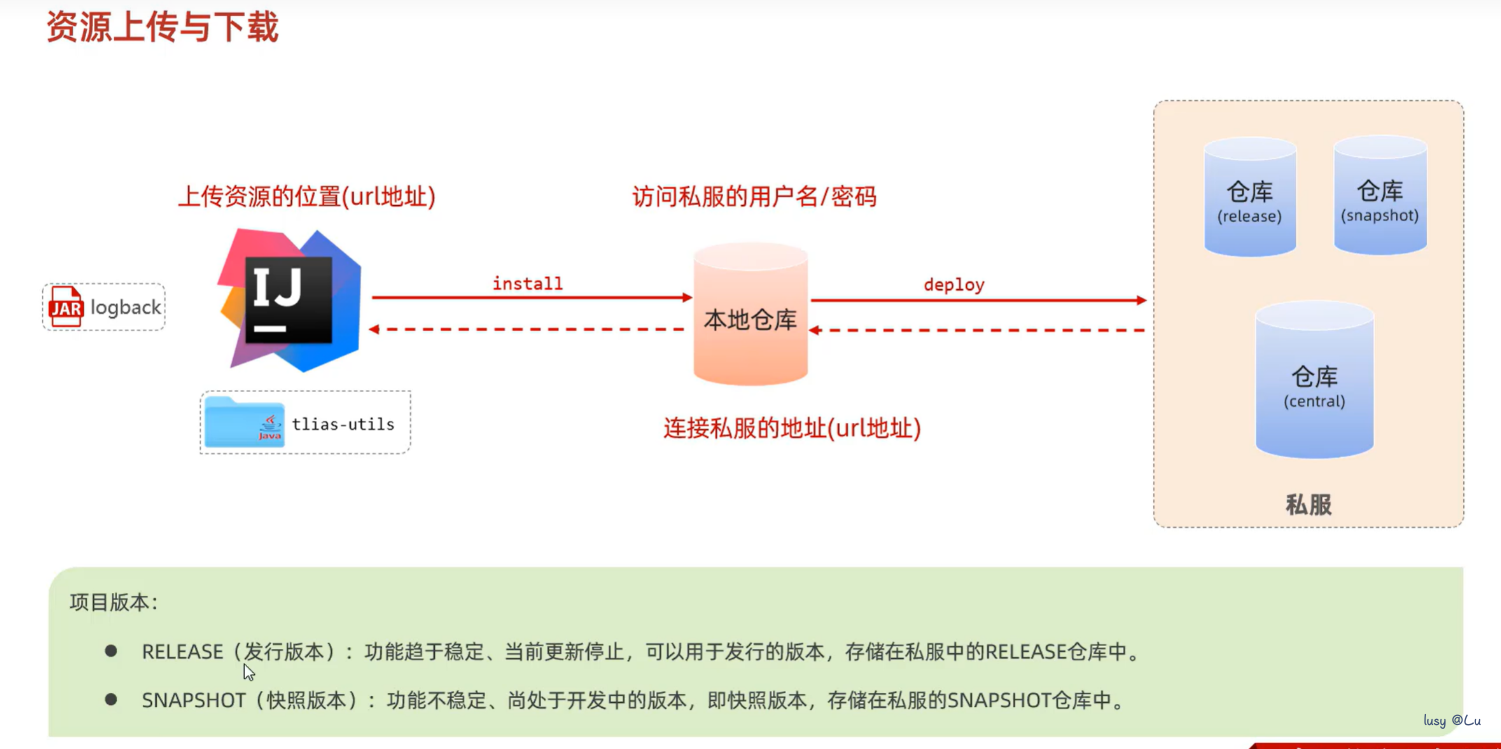 资源上传与下载
上传资源的位置(url地址)
访问私服的用户名/密码
仓库
(release)
仓库
(snapshot)
IJ
install
deploy
JAR logback
本地仓库
仓库
(central)
Java
tlias-utils
连接私服的地址(url地址)
私服
项目版本：
● RELEASE（发行版本）：功能趋于稳定、当前更新停止，可以用于发行的版本，存储在私服中的RELEASE仓库中。
● SNAPSHOT（快照版本）：功能不稳定、尚处于开发中的版本，即快照版本，存储在私服的SNAPSHOT仓库中。
lusy @Lu